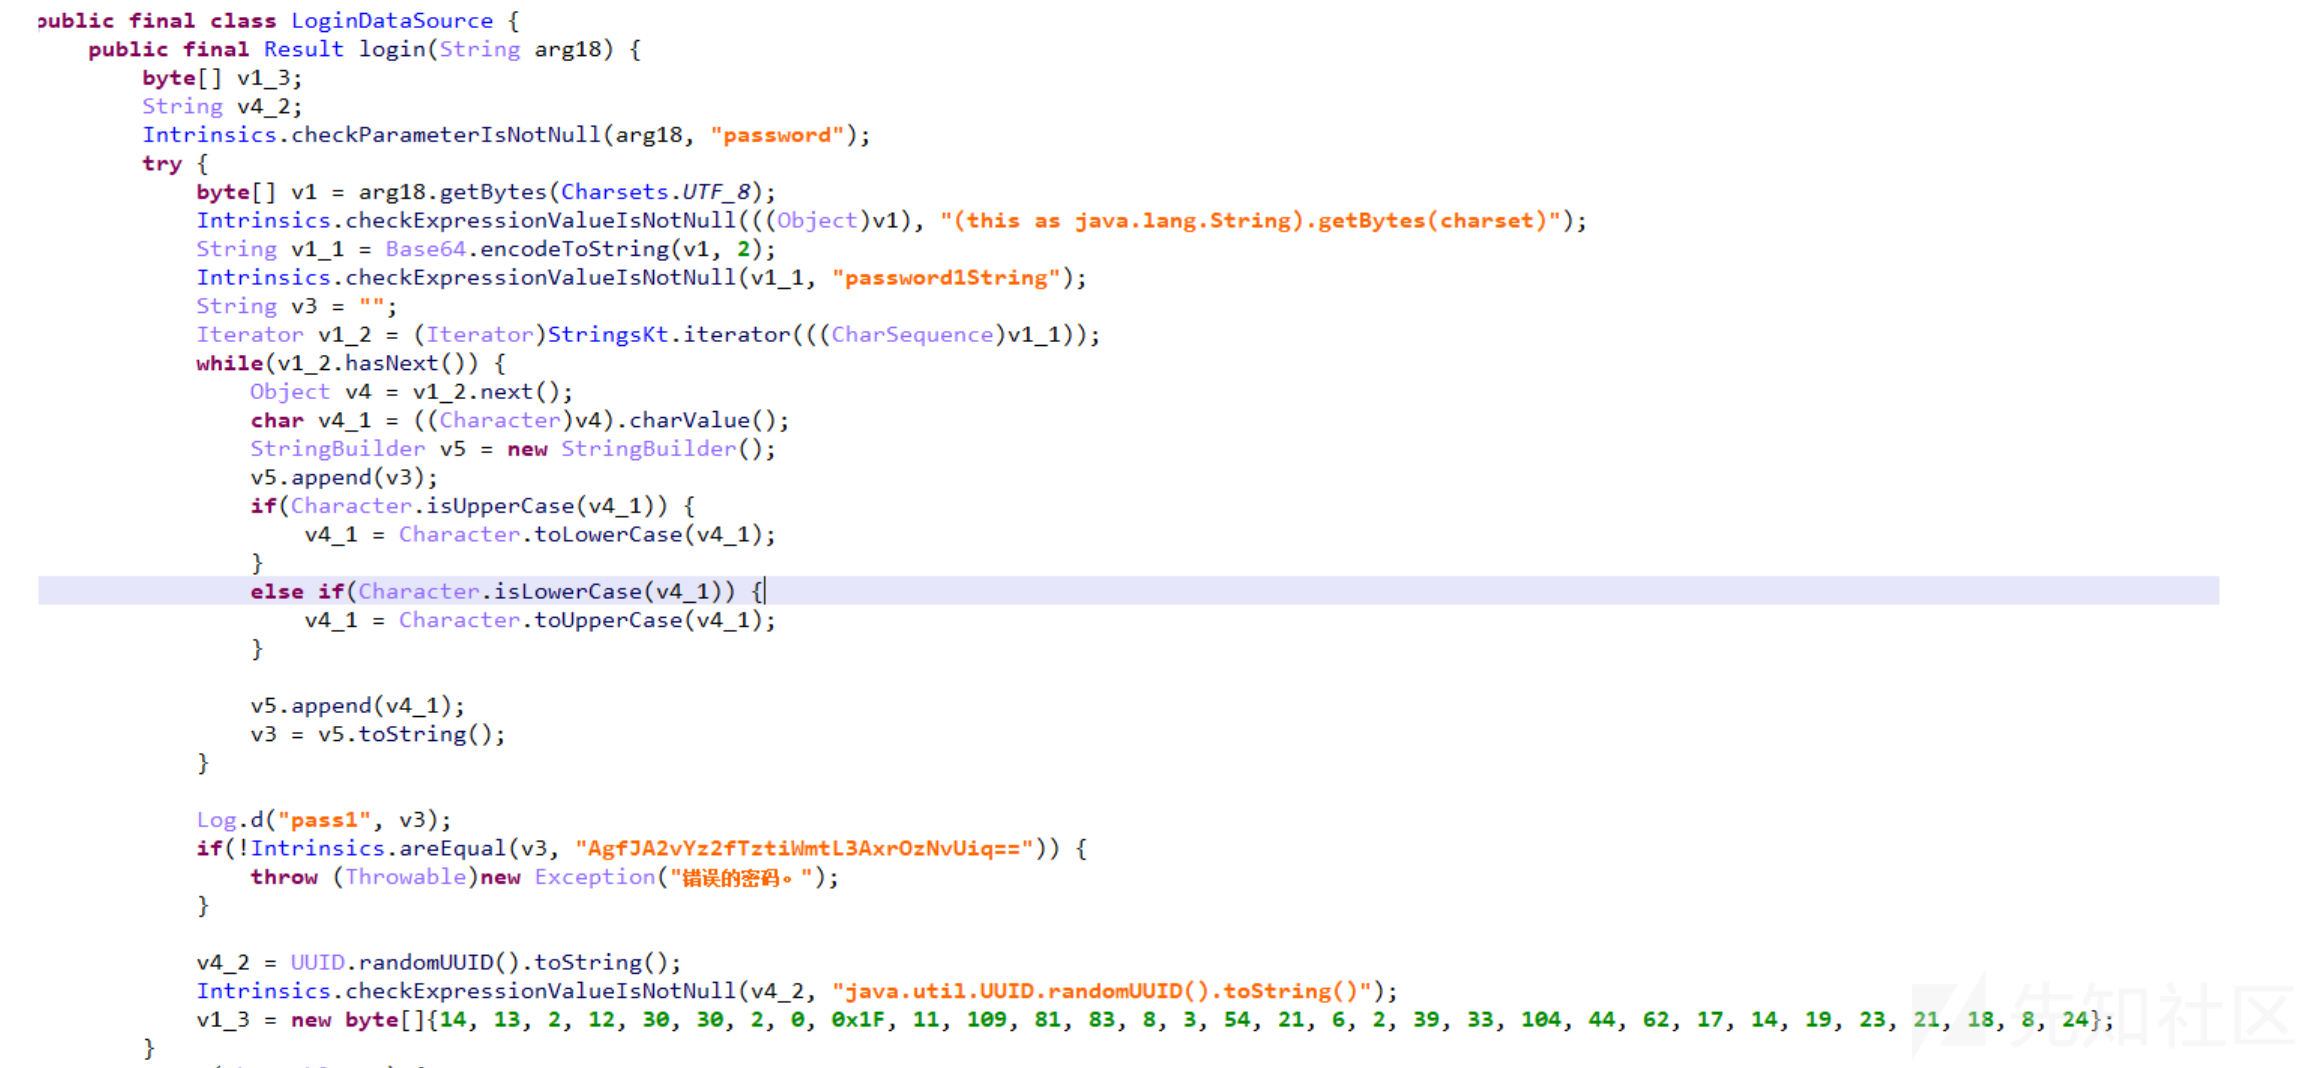 public final class LoginDataSource {
public final Result login(String arg18) {
byte[] v1_3;
String v4_2;
Intrinsics.checkParameterIsNotNull(arg18, "password");
try {
byte[] v1 = arg18.getBytes(Charsets.UTF_8);
Intrinsics.checkExpressionValueIsNotNull(((Object)v1), "(this as java.lang.String).getBytes(charset)");
String v1_1 = Base64.encodeToString(v1, 2);
Intrinsics.checkExpressionValueIsNotNull(v1_1, "password1String");
String v3 = "";
Iterator v1_2 = (Iterator)StringsKt.iterator(((CharSequence)v1_1));
while(v1_2.hasNext()) {
Object v4 = v1_2.next();
char v4_1 = ((Character)v4).charValue();
StringBuilder v5 = new StringBuilder();
v5.append(v3);
if(Character.isUpperCase(v4_1)) {
v4_1 = Character.toLowerCase(v4_1);
}
else if(Character.isLowerCase(v4_1)) {
v4_1 = Character.toUpperCase(v4_1);
}
v5.append(v4_1);
v3 = v5.toString();
}
Log.d("pass1", v3);
if(!Intrinsics.areEqual(v3, "AgfJA2vYz2fTztiWmtL3AxrOzNvUiq==")) {
throw (Throwable)new Exception("错误的密码。");
}
v4_2 = UUID.randomUUID().toString();
Intrinsics.checkExpressionValueIsNotNull(v4_2, "java.util.UUID.randomUUID().toString()");
v1_3 = new byte[]{14, 13, 2, 12, 30, 30, 2, 0, 0x1F, 11, 109, 81, 83, 8, 3, 54, 21, 6, 2, 39, 33, 104, 44, 62, 17, 14, 19, 23, 21, 18, 8, 24};
}
先知社区